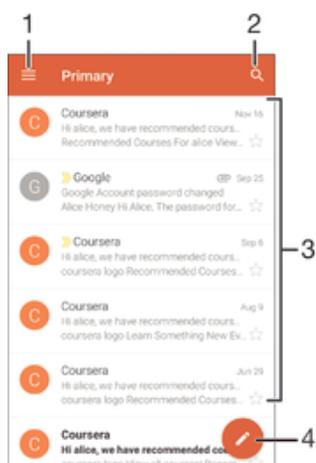 1 2
Primary
C Coursera Nov 16
Hi alice, we have recommended cours...
Recommended Courses For alice View...
G Google Sep 25
Google Account password changed
Alice Honey Hi Alice, The password for...
C Coursera Sep 6
Hi alice, we have recommended cours...
coursera logo Recommended Courses...
3
C Coursera Aug 9
Hi alice, we have recommended cours...
coursera logo Learn Something New Ev...
C Coursera Jun 29
Hi alice, we have recommended cours...
coursera logo Recommended Courses...
C Coursera
Hi alice, we have recommended co
4